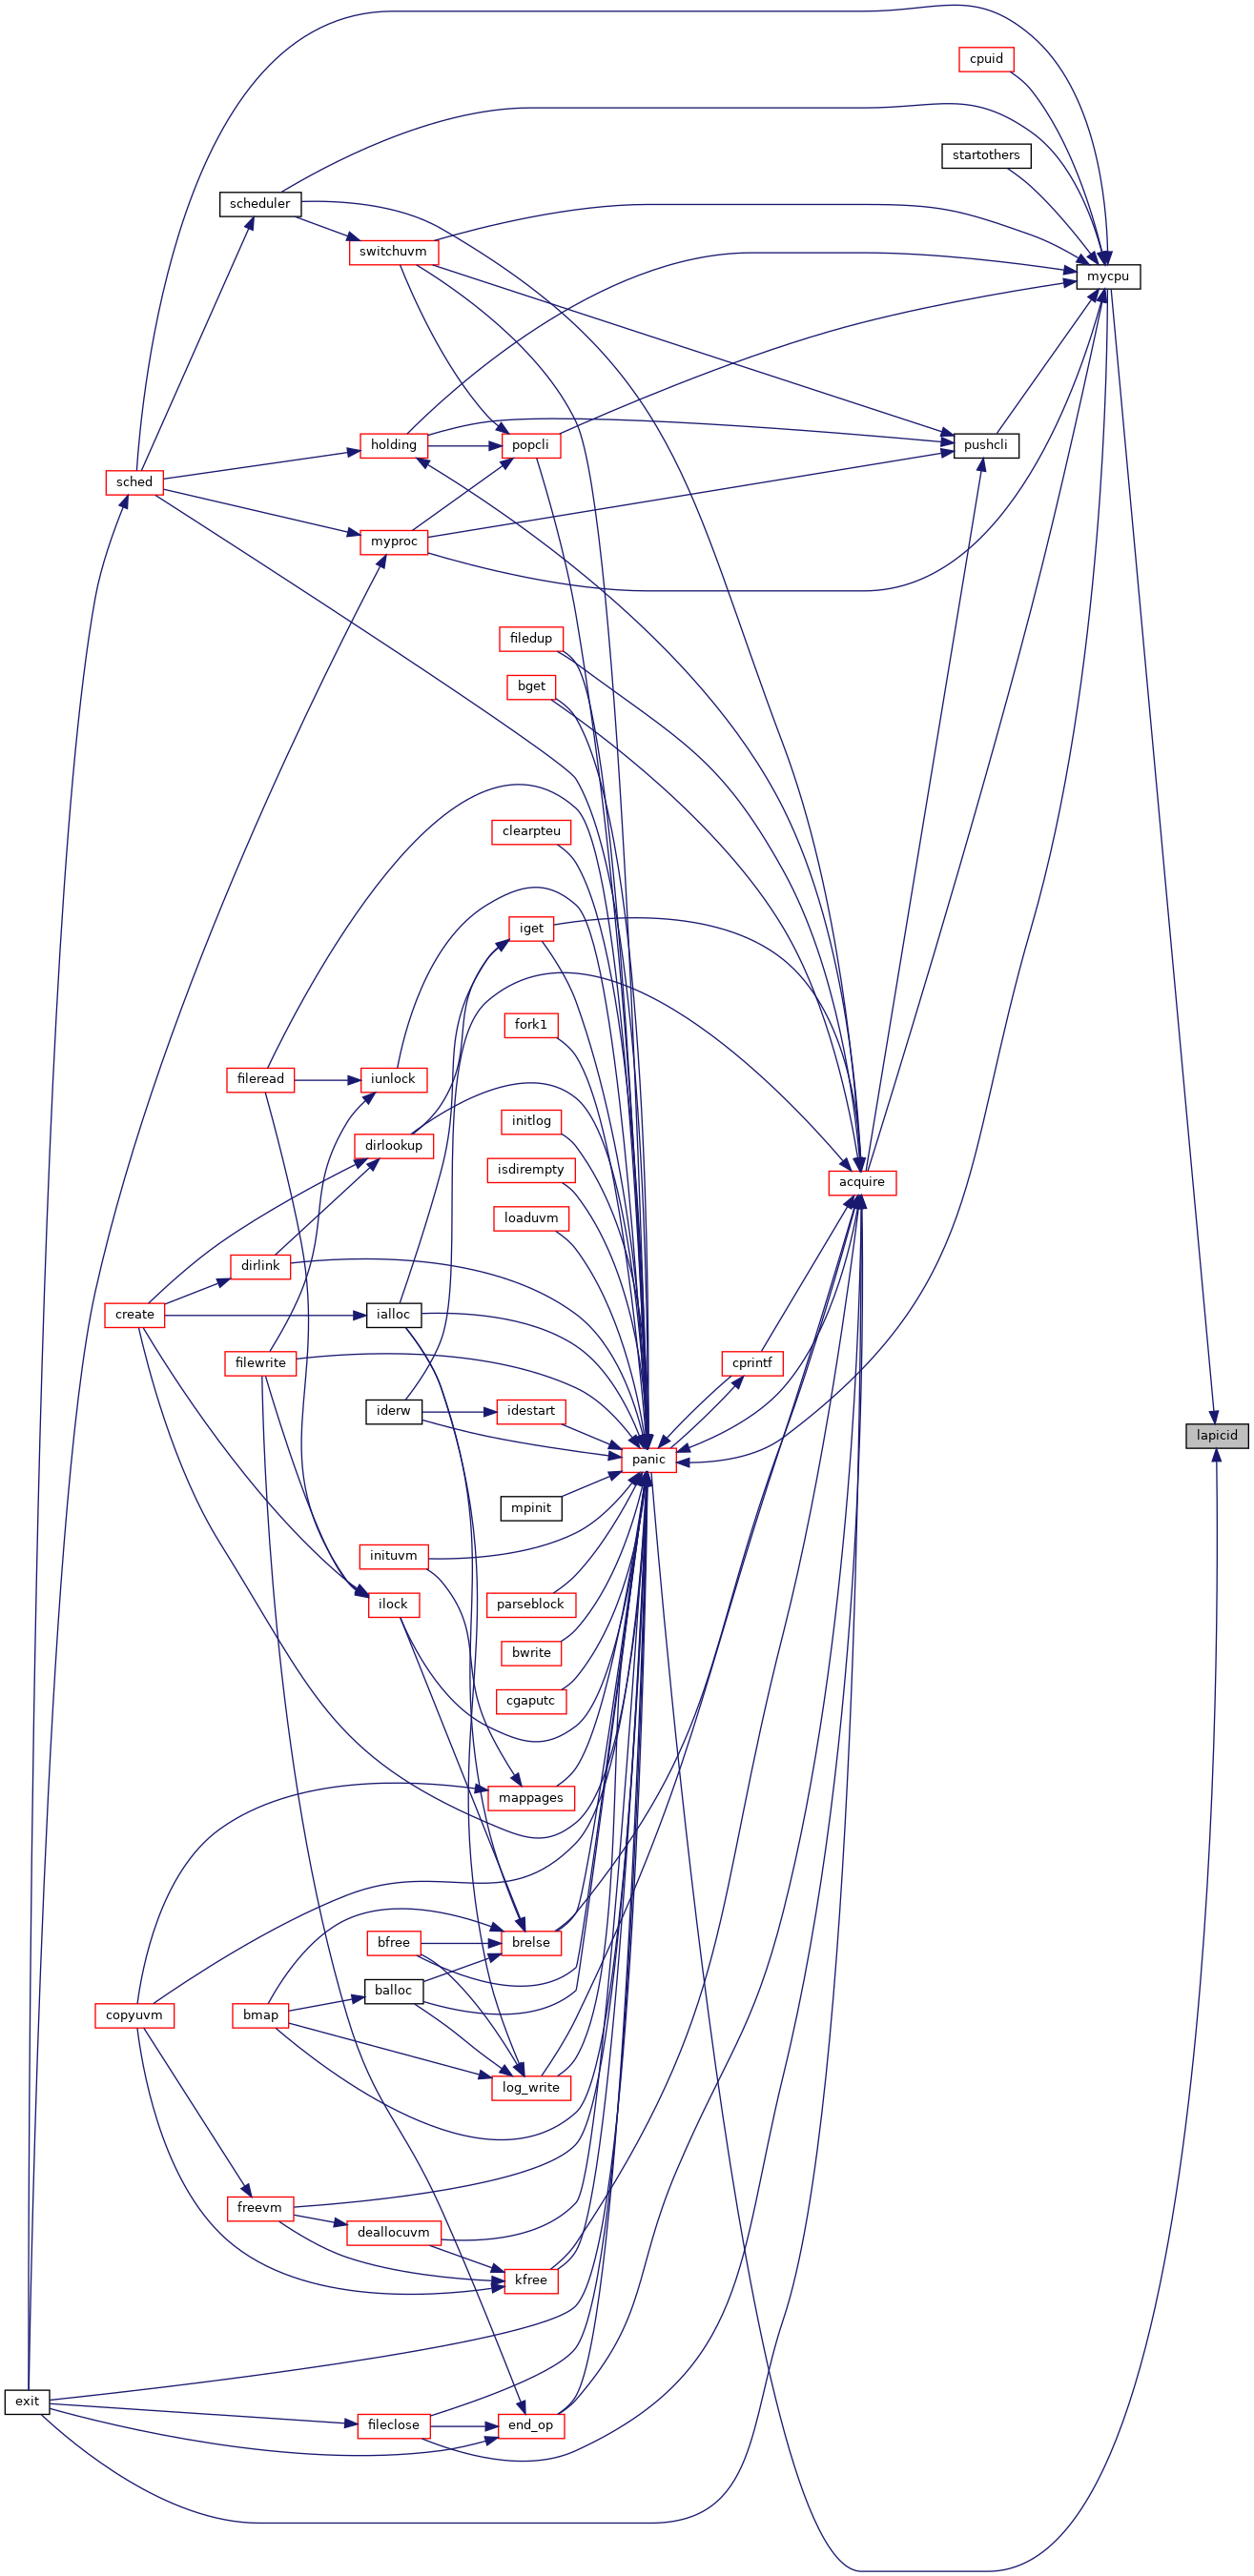 cpuid
startothers
scheduler
switchuvm
mycpu
holding
popcli
pushcli
sched
myproc
filedup
bget
clearpteu
iget
fork1
fileread
iunlock
initlog
dirlookup
isdirempty
acquire
loaduvm
dirlink
create
ialloc
filewrite
cprintf
iderw
idestart
lapicid
panic
mpinit
inituvm
parseblock
ilock
bwrite
cgaputc
mappages
bfree
brelse
balloc
copyuvm
bmap
log_write
freevm
deallocuvm
kfree
exit
fileclose
end_op